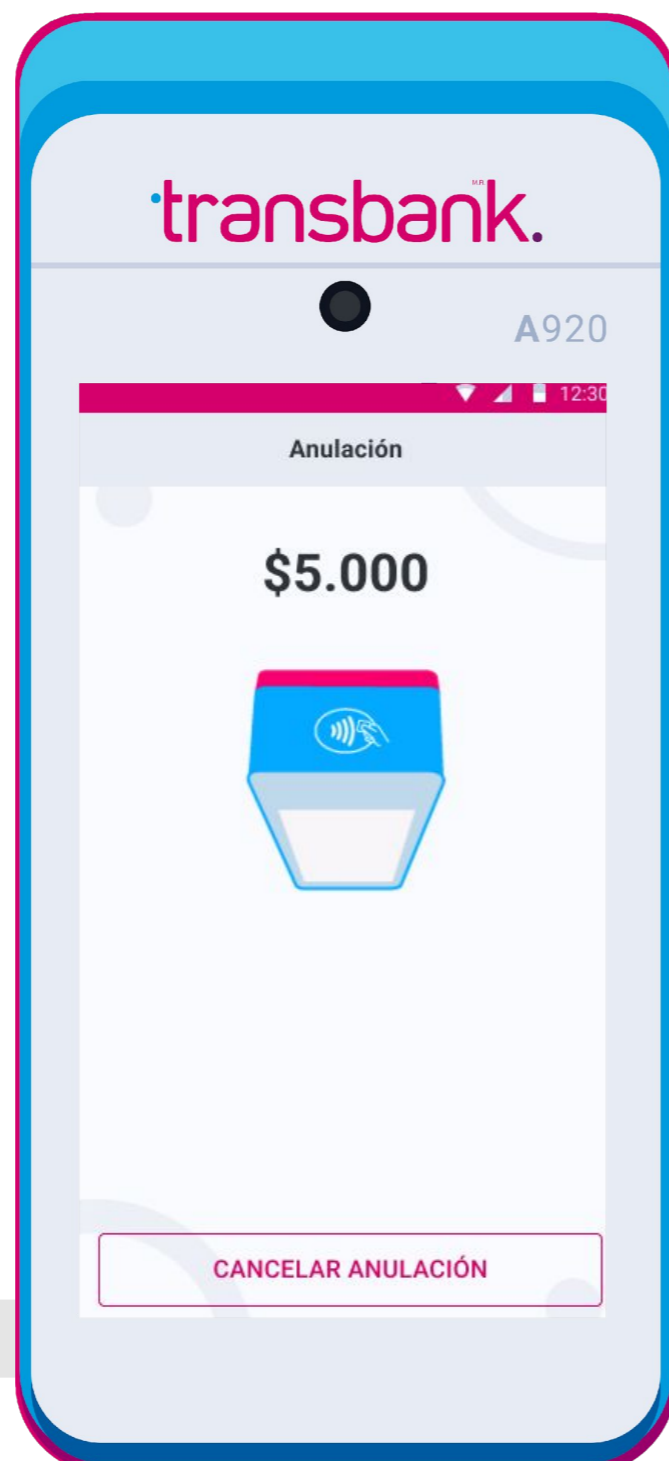 transbank.
M.R.
A920
12:30
Anulación
$5.000
CANCELAR ANULACIÓN